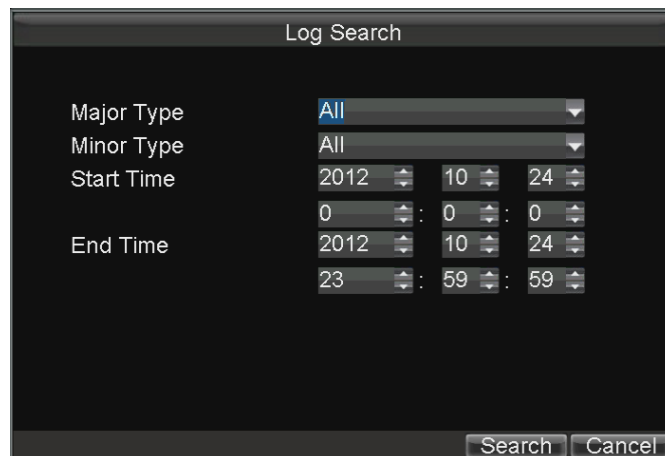 Log Search
Major Type All
Minor Type All
Start Time 2012 10 24
0 : 0 : 0
End Time 2012 10 24
23 : 59 : 59
Search Cancel